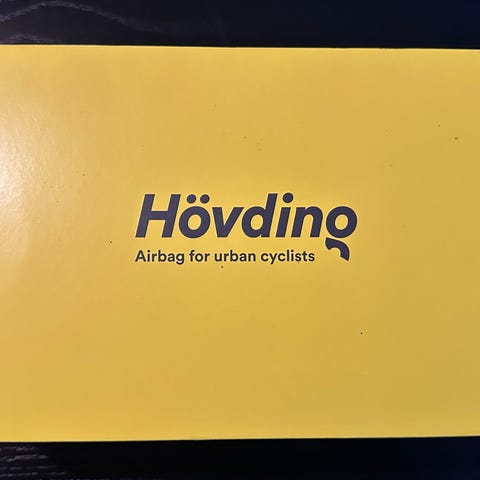 Hövding
Airbag for urban cyclists